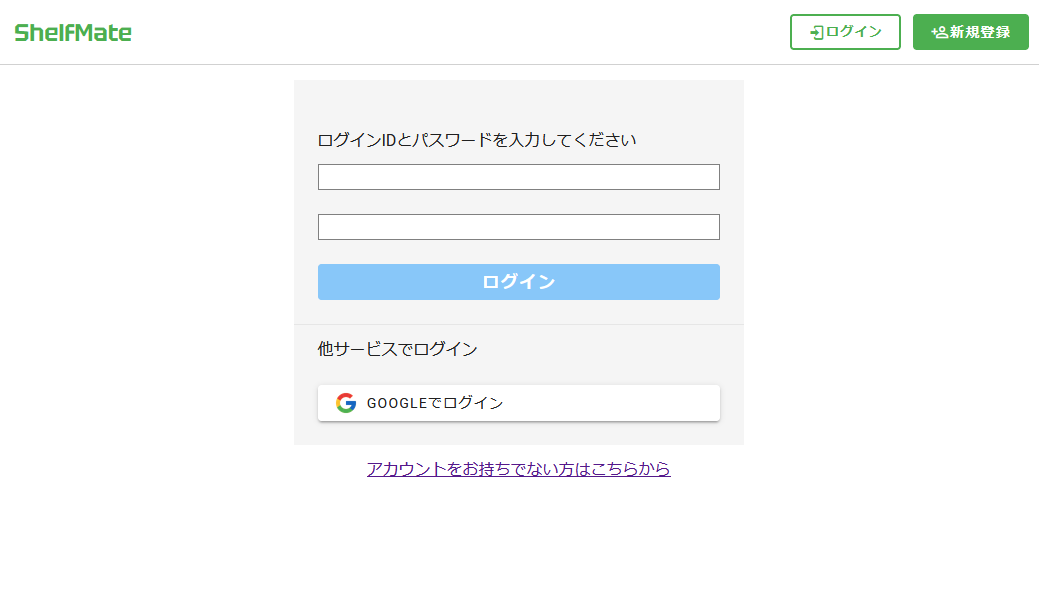 ShelfMate
ログイン
新規登録
ログインIDとパスワードを入力してください
ログイン
他サービスでログイン
GOOGLEでログイン
アカウントをお持ちでない方はこちらから